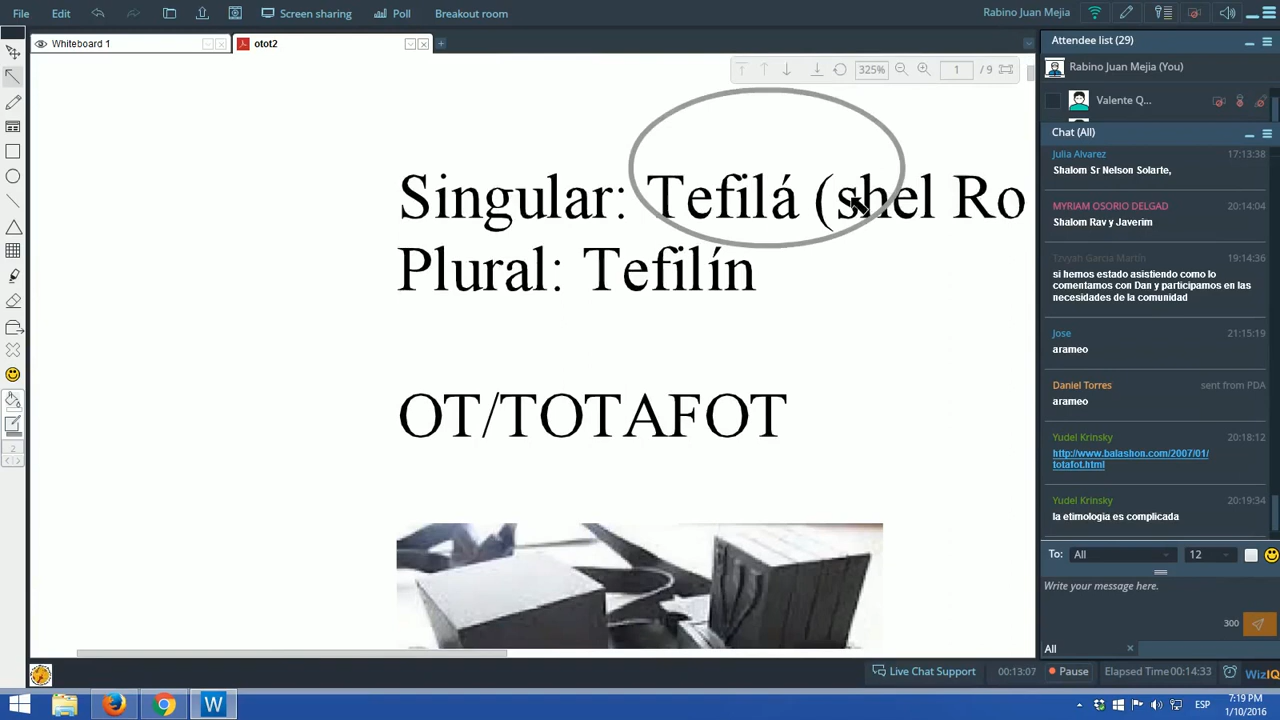 File
Edit
Screen sharing
Poll
Breakout room
Rabino Juan Mejia
Whiteboard 1
otot2
325%
1
/ 9
Singular: Tefilá (shel Ro
Plural: Tefilín
OT/TOTAFOT
Attendee list (29)
Rabino Juan Mejia (You)
Valente Q...
Chat (All)
Julia Alvarez 17:13:38
Shalom Sr Nelson Solarte,
MYRIAM OSORIO DELGAD 20:14:04
Shalom Rav y Javerim
Tzvyah Garcia Martin 19:14:36
si hemos estado asistiendo como lo
comentamos con Dan y participamos en las
necesidades de la comunidad
Jose 21:15:19
arameo
Daniel Torres sent from PDA
arameo
Yudel Krinsky 20:18:12
http://www.balashon.com/2007/01/
totafot.html
Yudel Krinsky 20:19:34
la etimologia es complicada
To: All 12
Write your message here.
300
All
2
Live Chat Support
00:13:07
Pause
Elapsed Time 00:14:33
WizIQ
W
ESP
7:19 PM
1/10/2016